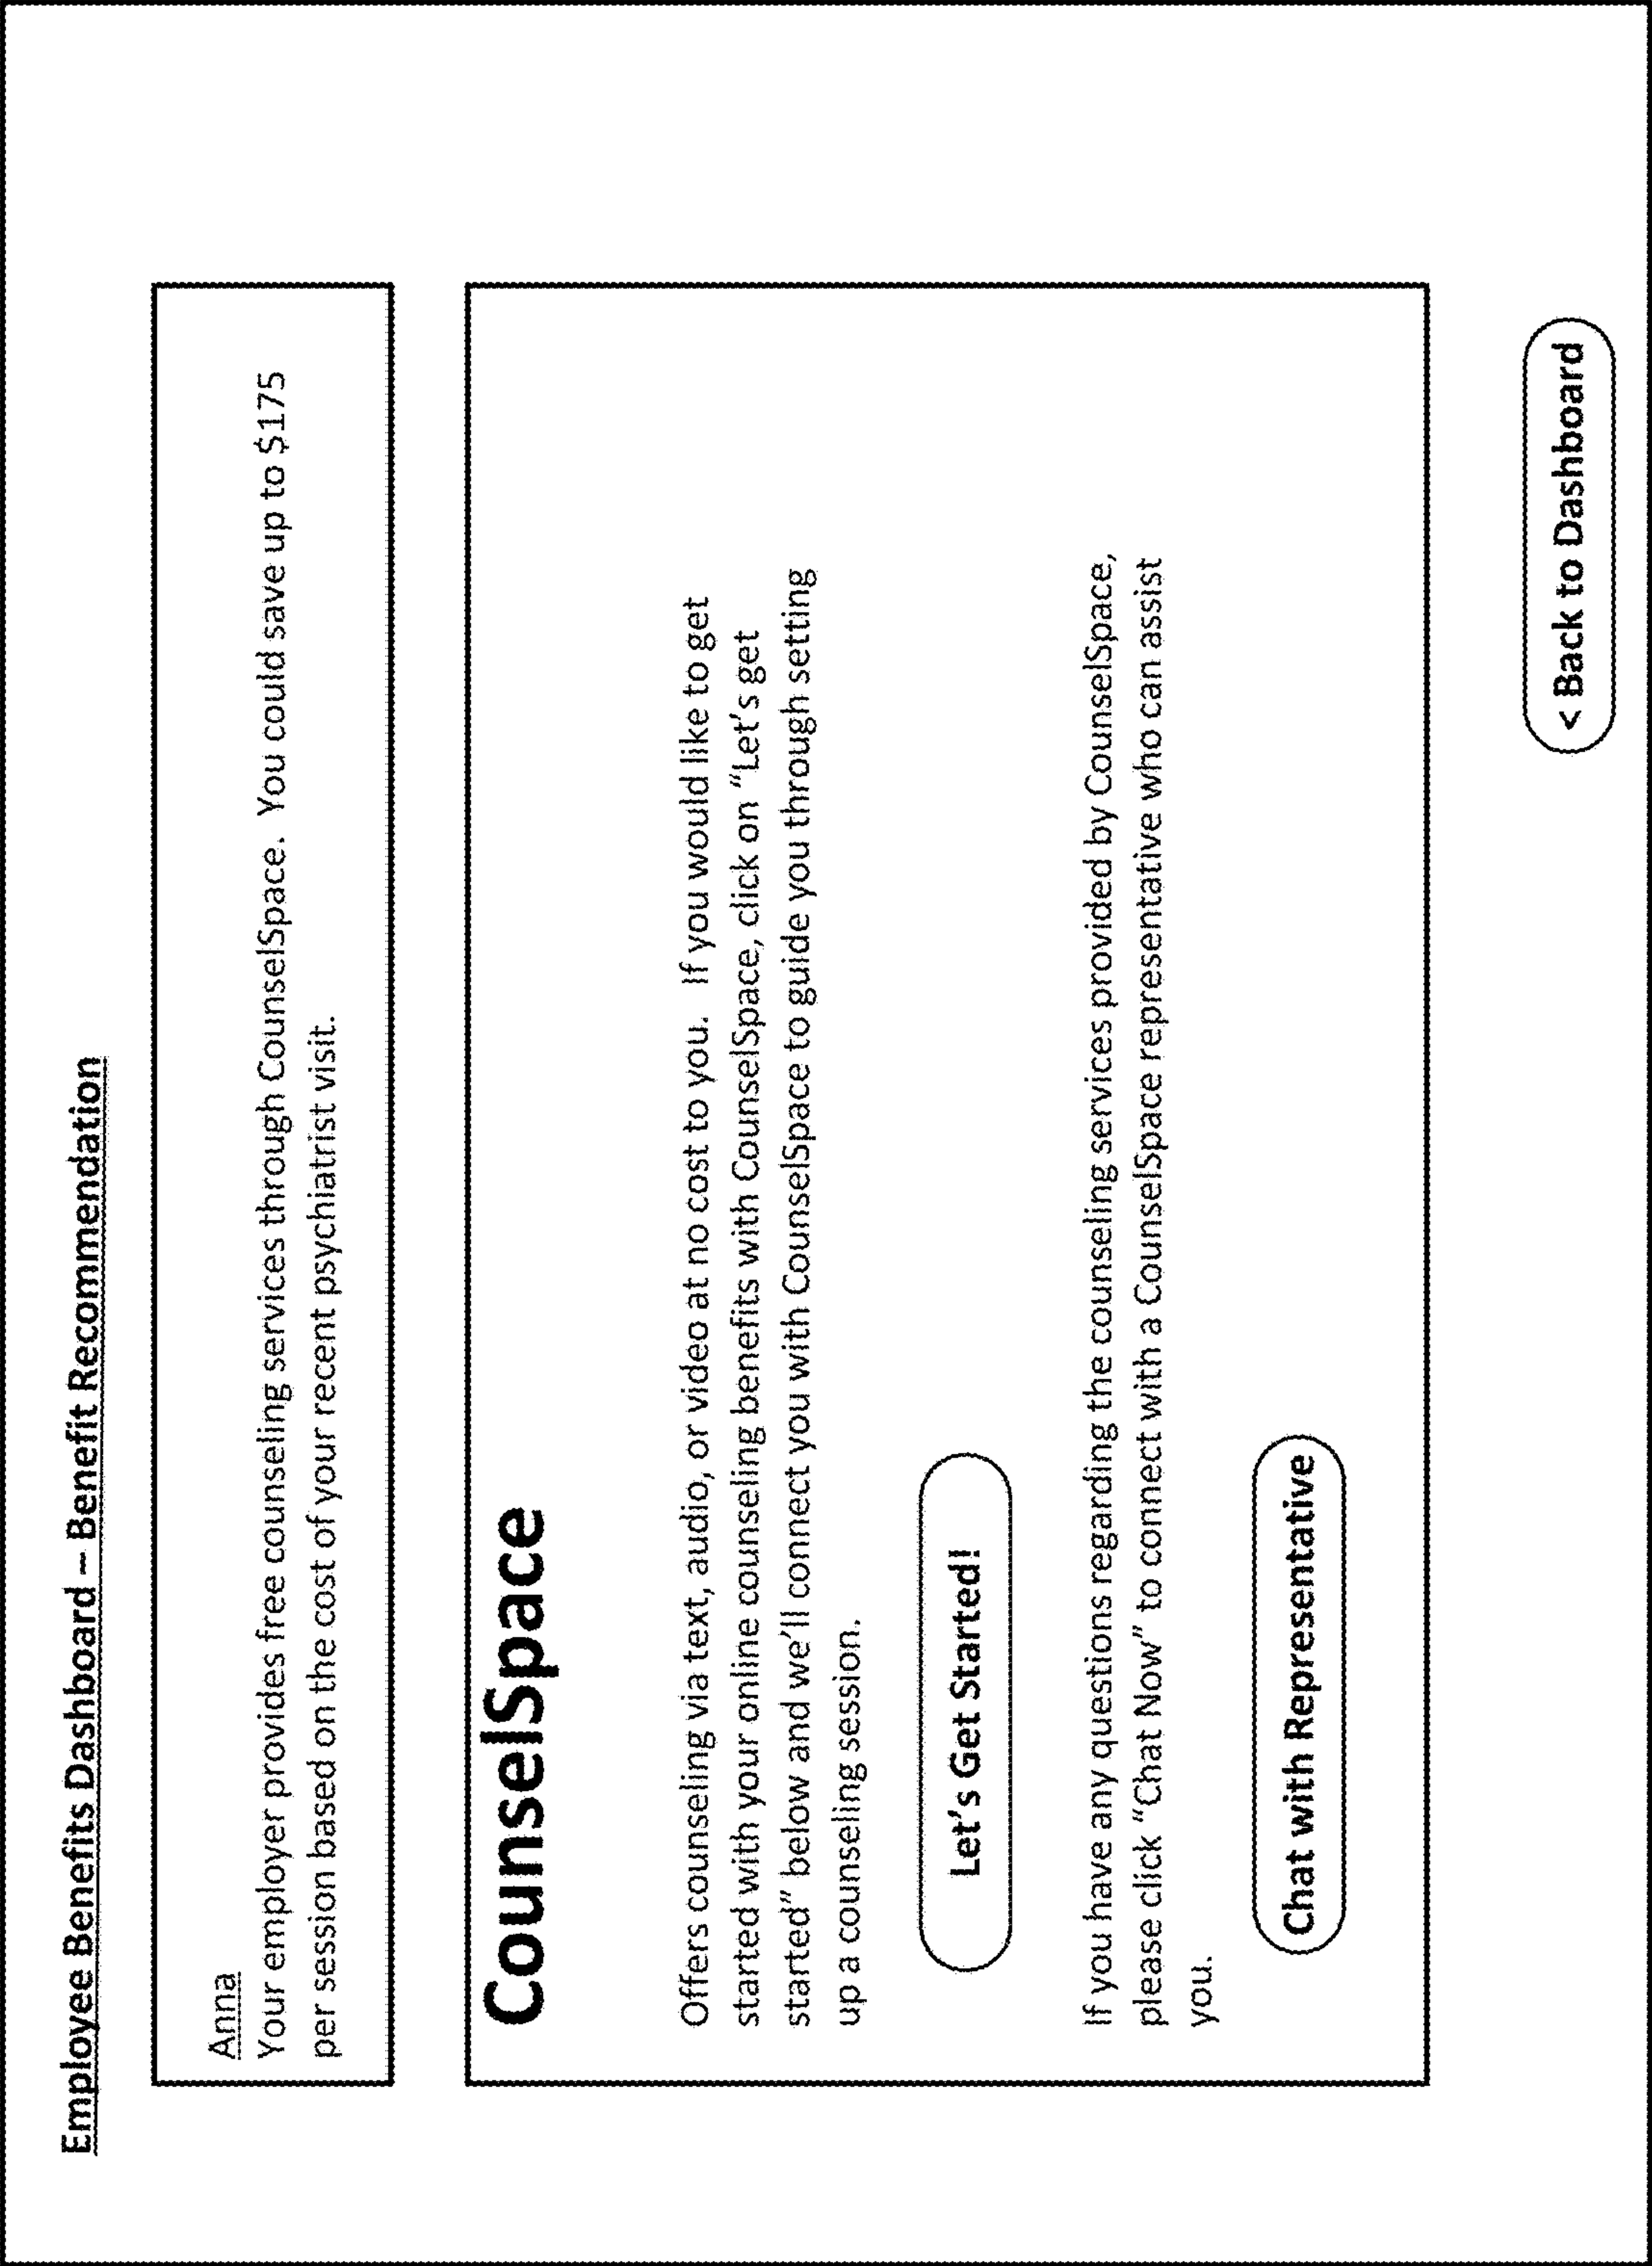 Employee Benefits Dashboard – Benefit Recommendation
Anna
Your employer provides free counseling services through CounselSpace.  You could save up to $175
per session based on the cost of your recent psychiatrist visit.
CounselSpace
Offers counseling via text, audio, or video at no cost to you.  If you would like to get
started with your online counseling benefits with CounselSpace, click on “Let’s get
started” below and we’ll connect you with CounselSpace to guide you through setting
up a counseling session.
Let’s Get Started!
If you have any questions regarding the counseling services provided by CounselSpace,
please click “Chat Now” to connect with a CounselSpace representative who can assist
you.
Chat with Representative
< Back to Dashboard